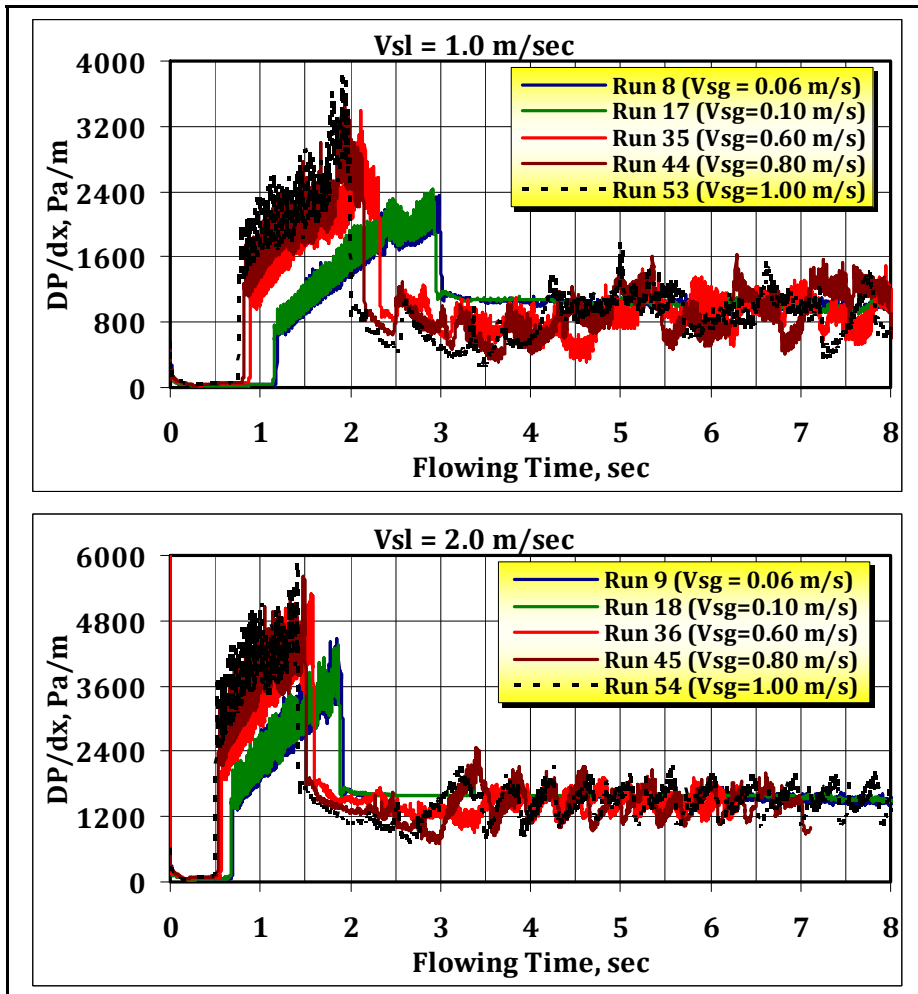 Vsl = 1.0 m/sec
4000
3200
2400
1600
800
0
DP/dx, Pa/m
Run 8 (Vsg = 0.06 m/s)
Run 17 (Vsg=0.10 m/s)
Run 35 (Vsg=0.60 m/s)
Run 44 (Vsg=0.80 m/s)
Run 53 (Vsg=1.00 m/s)
0 1 2 3 4 5 6 7 8
Flowing Time, sec
Vsl = 2.0 m/sec
6000
4800
3600
2400
1200
0
DP/dx, Pa/m
Run 9 (Vsg = 0.06 m/s)
Run 18 (Vsg=0.10 m/s)
Run 36 (Vsg=0.60 m/s)
Run 45 (Vsg=0.80 m/s)
Run 54 (Vsg=1.00 m/s)
0 1 2 3 4 5 6 7 8
Flowing Time, sec